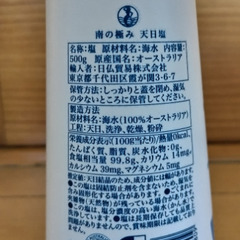 南の極み 天日塩
名称:塩 原材料名:海水 内容量:
500g 原産国名:オーストラリア
輸入者:日仏貿易株式会社
東京都千代田区霞が関3-6-7
保管方法:しっかりと蓋を閉め、湿気
の少ないところに保管してください。
製造方法
原材料名:海水(100%オーストラリア)
工程:天日、洗浄、乾燥、粉砕
栄養成分表示(100g当たり)/熱量0kcal、
たんぱく質、脂質、炭水化物:0g、
食塩相当量 99.8g、カリウム 14mg、
カルシウム 39mg、マグネシウム 5mg